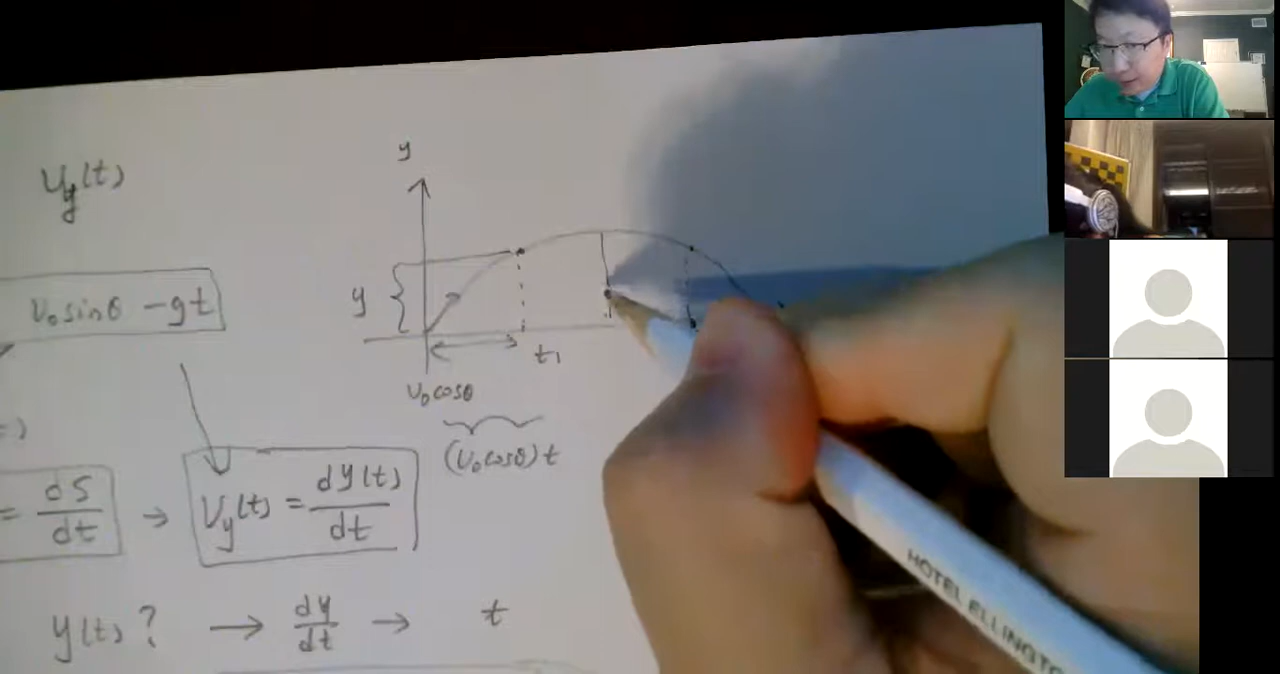 y
Vy(t)
V₀sinθ - gt
y {
t₁
V₀cosθ
(V₀cosθ)t
= dS/dt → Vy(t) = dy(t)/dt
y(t)? → dy/dt → t
HOTEL ELLINGTO